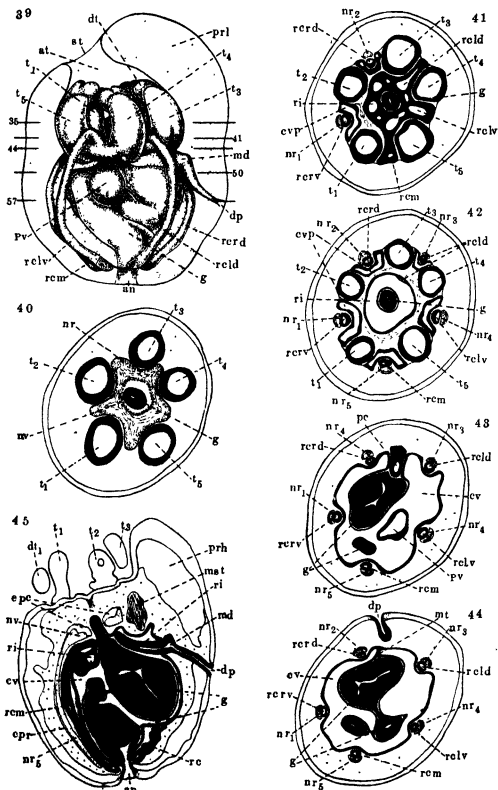 39
st
dt
prl
at
t1
t4
t5
t3
35
41
44
md
50
57
dp
pv
rcrd
rclv
rcld
rcm
g
an
40
nr
t3
t2
t4
nv
g
t1
t5
45
dt1
t1
t2
t3
prh
mst
epc
ri
nv
md
ri
dp
cv
g
rcm
cpr
nr5
rc
an
41
nr2
t3
rcrd
rcld
t2
t4
ri
g
cvp
rclv
nr1
rcrv
t5
t1
rcm
42
rcrd
t3
nr3
nr2
rcld
cvp
t4
t2
ri
g
nr1
nr4
rcrv
rclv
t1
t5
nr5
rcm
43
pc
nr4
nr3
rcrd
rcld
nr1
cv
rcrv
nr4
g
rclv
pv
nr5
rcm
44
dp
mt
nr2
nr3
rcrd
rcld
cv
rcrv
nr4
nr1
g
rclv
nr5
rcm